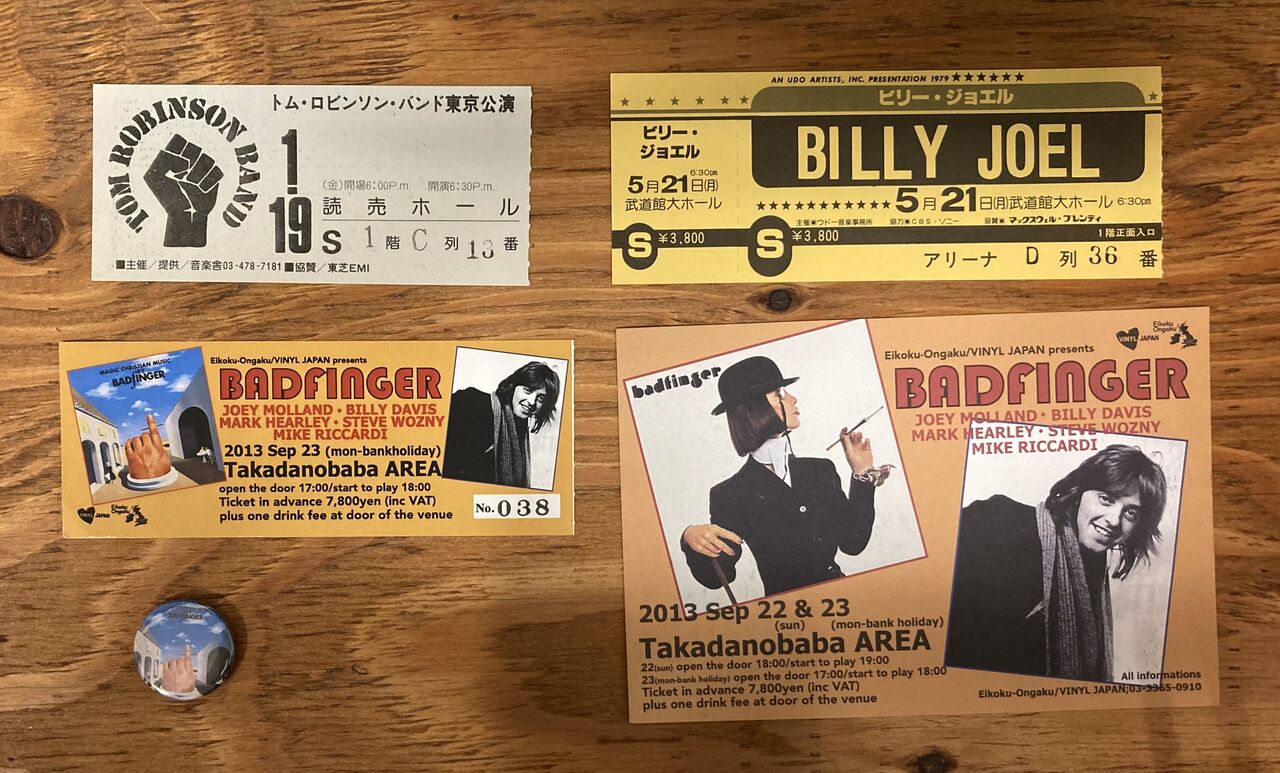 TOM ROBINSON BAND
トム・ロビンソン・バンド東京公演
1.19
(金)開場6:00P.m. 開演6:30P.m.
読売ホール
S 1階 C 列 13番
■主催／提供／音楽舎03-478-7181 ■協賛／東芝EMI
AN UDO ARTISTS, INC. PRESENTATION 1979 ★★★★★★
ビリー・ジョエル
BILLY JOEL
5月21日(月)武道館大ホール 6:30pm
主催■ウドー音楽事務所 協力■CBS・ソニー 協賛■マックスウェル・ブレンディ
S ¥3,800
1階正面入口
アリーナ D 列 36 番
ビリー・
ジョエル
6:30pm
5月21日(月)
武道館大ホール
S ¥3,800
MAGIC CHRISTIAN MUSIC
BY
BADFINGER
Eikoku-Ongaku/VINYL JAPAN presents
BADFINGER
JOEY MOLLAND・BILLY DAVIS
MARK HEARLEY・STEVE WOZNY
MIKE RICCARDI
2013 Sep 23 (mon-bankholiday)
Takadanobaba AREA
open the door 17:00/start to play 18:00
Ticket in advance 7,800yen (inc VAT)
plus one drink fee at door of the venue
No. 038
VINYL JAPAN
Eikoku
Ongaku
BADFINGER
badfinger
Eikoku-Ongaku/VINYL JAPAN presents
VINYL JAPAN
Eikoku
Ongaku
BADFINGER
JOEY MOLLAND・BILLY DAVIS
MARK HEARLEY・STEVE WOZNY
MIKE RICCARDI
2013 Sep 22 & 23
(sun) (mon-bank holiday)
Takadanobaba AREA
22(sun) open the door 18:00/start to play 19:00
23(mon-bank holiday) open the door 17:00/start to play 18:00
Ticket in advance 7,800yen (inc VAT)
plus one drink fee at door of the venue
All informations
Eikoku-Ongaku/VINYL JAPAN;03-3365-0910